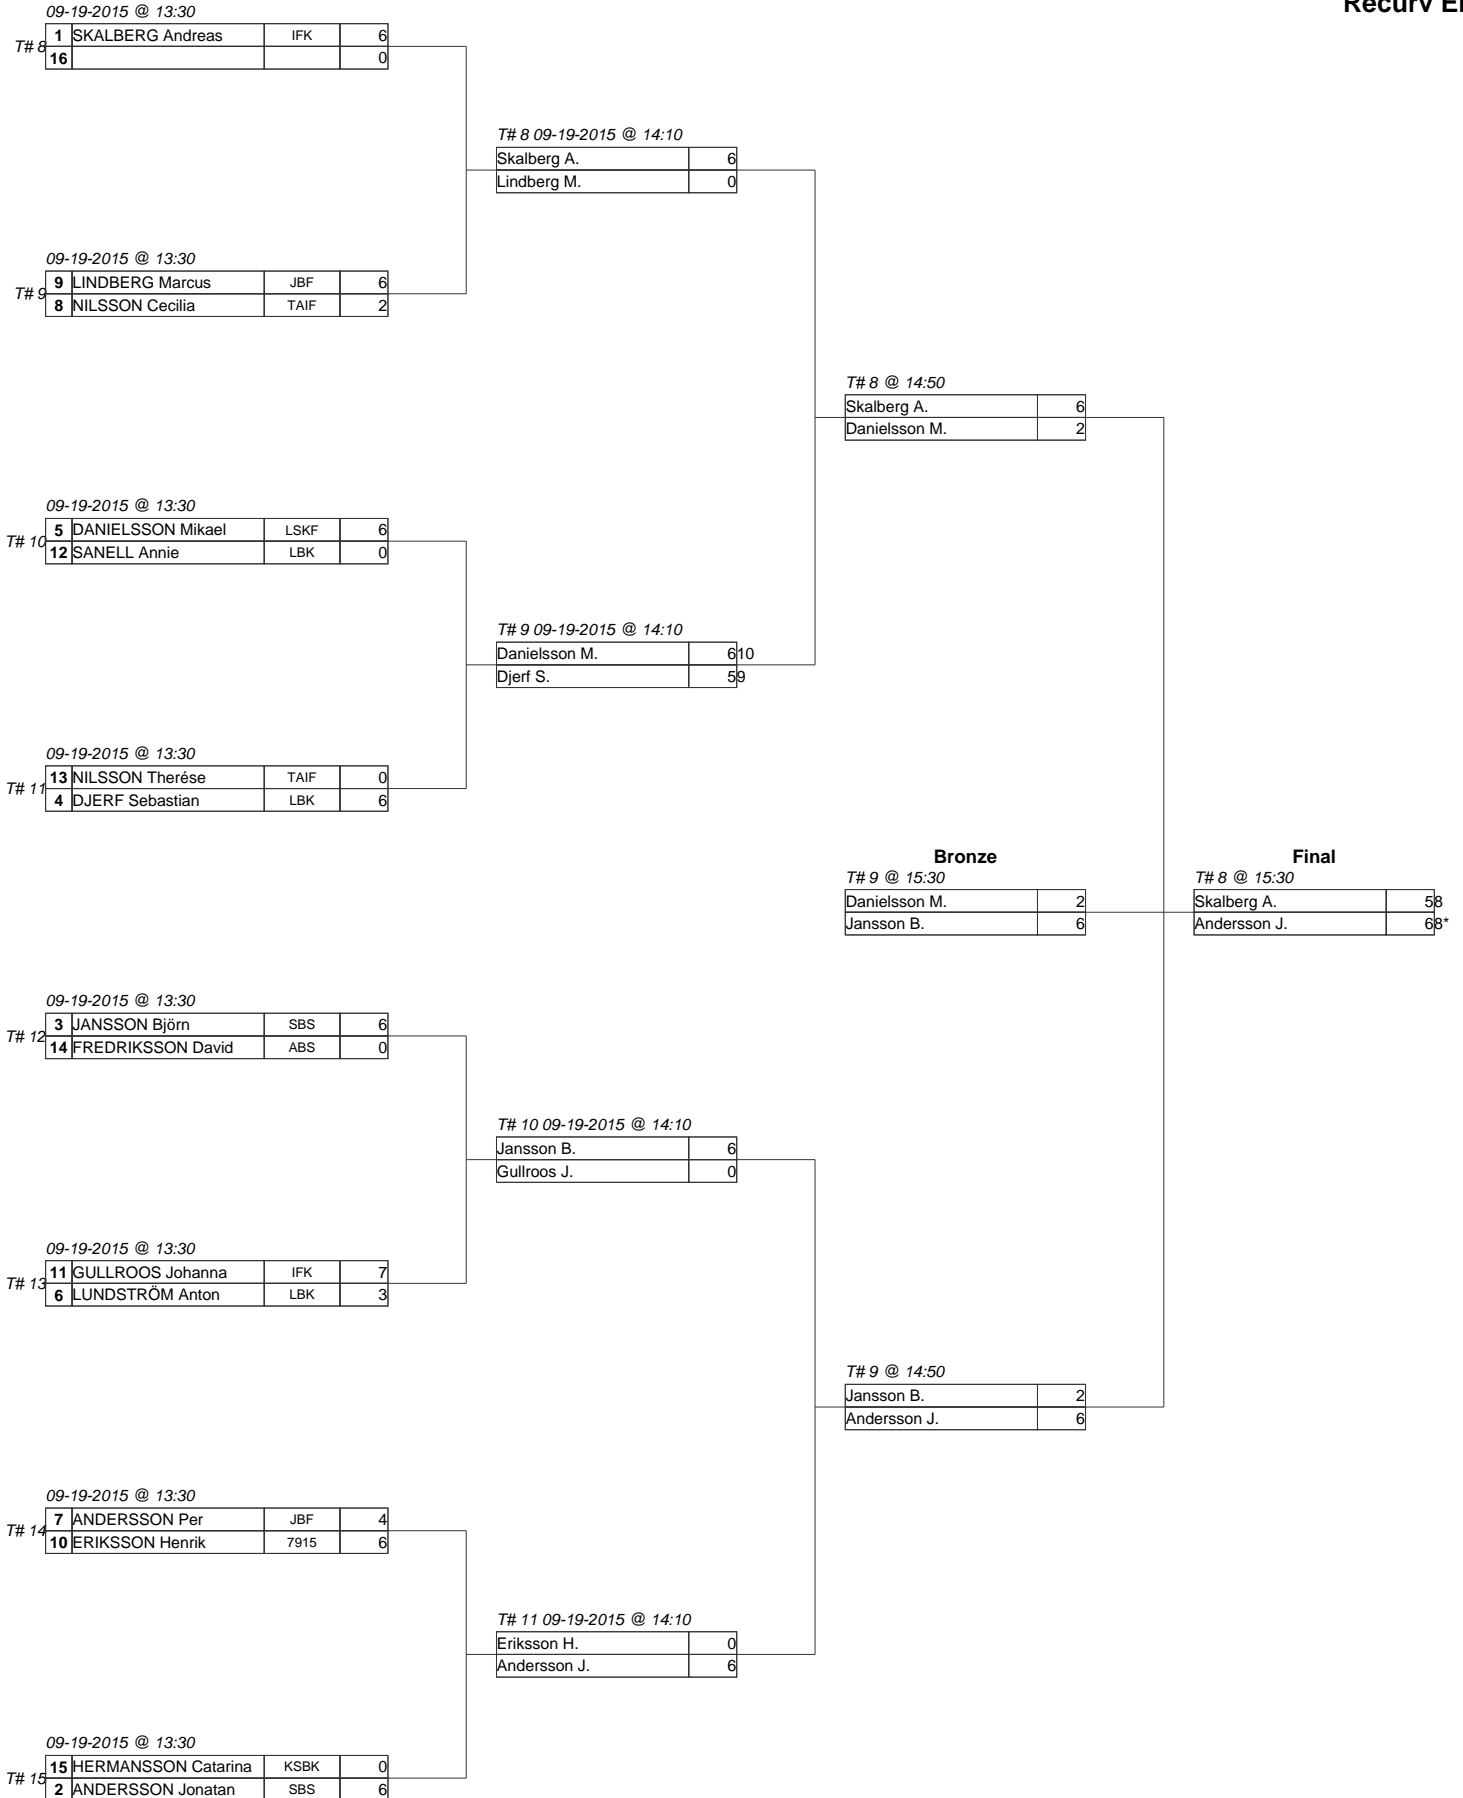 Recurv El
09-19-2015 @ 13:30
T# 8
1 SKALBERG Andreas IFK 6
16 0
T# 8 09-19-2015 @ 14:10
Skalberg A. 6
Lindberg M. 0
09-19-2015 @ 13:30
T# 9
9 LINDBERG Marcus JBF 6
8 NILSSON Cecilia TAIF 2
T# 8 @ 14:50
Skalberg A. 6
Danielsson M. 2
09-19-2015 @ 13:30
T# 10
5 DANIELSSON Mikael LSKF 6
12 SANELL Annie LBK 0
T# 9 09-19-2015 @ 14:10
Danielsson M. 6 10
Djerf S. 5 9
09-19-2015 @ 13:30
T# 11
13 NILSSON Therése TAIF 0
4 DJERF Sebastian LBK 6
Bronze Final
T# 9 @ 15:30 T# 8 @ 15:30
Danielsson M. 2 Skalberg A. 5 8
Jansson B. 6 Andersson J. 6 8*
09-19-2015 @ 13:30
T# 12
3 JANSSON Björn SBS 6
14 FREDRIKSSON David ABS 0
T# 10 09-19-2015 @ 14:10
Jansson B. 6
Gullroos J. 0
09-19-2015 @ 13:30
T# 13
11 GULLROOS Johanna IFK 7
6 LUNDSTRÖM Anton LBK 3
T# 9 @ 14:50
Jansson B. 2
Andersson J. 6
09-19-2015 @ 13:30
T# 14
7 ANDERSSON Per JBF 4
10 ERIKSSON Henrik 7915 6
T# 11 09-19-2015 @ 14:10
Eriksson H. 0
Andersson J. 6
09-19-2015 @ 13:30
T# 15
15 HERMANSSON Catarina KSBK 0
2 ANDERSSON Jonatan SBS 6